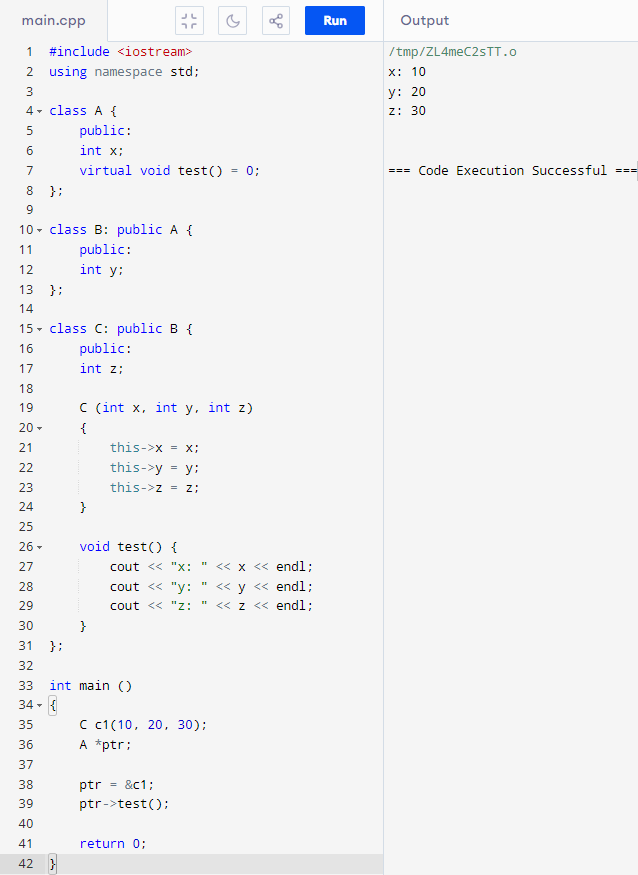 main.cpp
Run
Output
1 #include <iostream>
2 using namespace std;
3
4 class A {
5     public:
6     int x;
7     virtual void test() = 0;
8 };
9
10 class B: public A {
11     public:
12     int y;
13 };
14
15 class C: public B {
16     public:
17     int z;
18
19     C (int x, int y, int z)
20     {
21         this->x = x;
22         this->y = y;
23         this->z = z;
24     }
25
26     void test() {
27         cout << "x: " << x << endl;
28         cout << "y: " << y << endl;
29         cout << "z: " << z << endl;
30     }
31 };
32
33 int main ()
34 {
35     C c1(10, 20, 30);
36     A *ptr;
37
38     ptr = &c1;
39     ptr->test();
40
41     return 0;
42 }
/tmp/ZL4meC2sTT.o
x: 10
y: 20
z: 30
=== Code Execution Successful ===